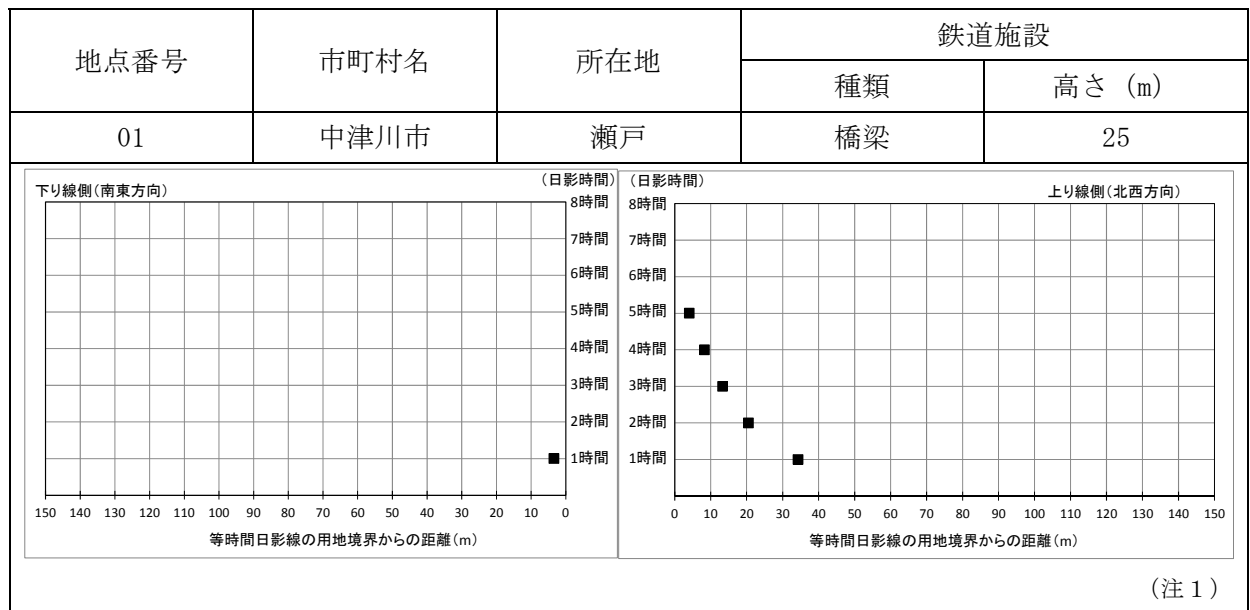 地点番号 市町村名 所在地 鉄道施設
種類 高さ (m)
01 中津川市 瀬戸 橋梁 25
下り線側(南東方向) (日影時間)
8時間
7時間
6時間
5時間
4時間
3時間
2時間
1時間
150 140 130 120 110 100 90 80 70 60 50 40 30 20 10 0
等時間日影線の用地境界からの距離(m)
(日影時間) 上り線側(北西方向)
8時間
7時間
6時間
5時間
4時間
3時間
2時間
1時間
0 10 20 30 40 50 60 70 80 90 100 110 120 130 140 150
等時間日影線の用地境界からの距離(m)
(注1)